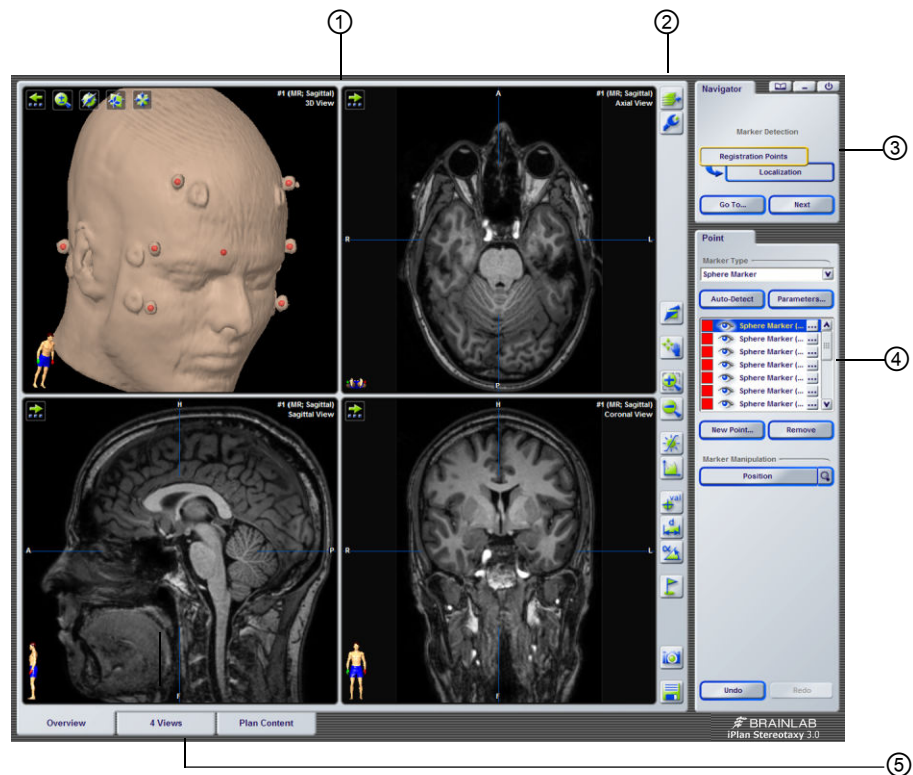 ①
②
③
④
⑤
#1 (MR; Sagittal)
3D View
#1 (MR; Sagittal)
Axial View
A
R
L
P...
#1 (MR; Sagittal)
Sagittal View
H
A
P
F
#1 (MR; Sagittal)
Coronal View
H
R
L
F
val
d
α
Navigator
Marker Detection
Registration Points
Localization
Go To...
Next
Point
Marker Type
Sphere Marker
Auto-Detect
Parameters...
Sphere Marker (... ...
Sphere Marker (... ...
Sphere Marker (... ...
Sphere Marker (... ...
Sphere Marker (... ...
Sphere Marker (... ...
Sphere Marker (... ...
New Point...
Remove
Marker Manipulation
Position
Undo
Redo
Overview
4 Views
Plan Content
BRAINLAB
iPlan Stereotaxy 3.0